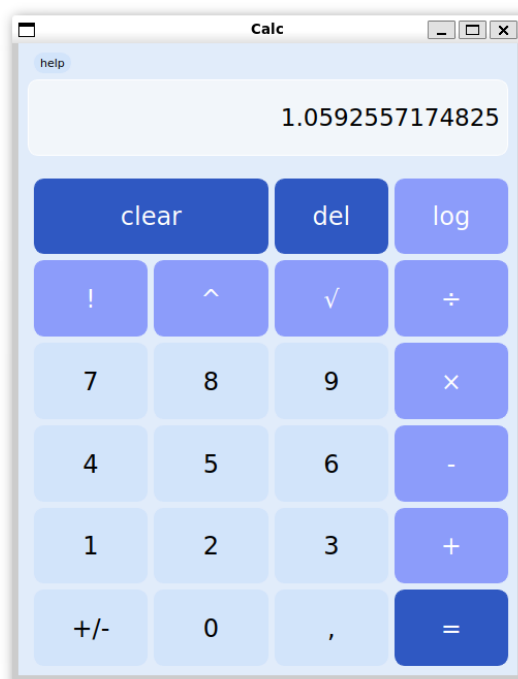 Calc
help
1.0592557174825
clear del log
! ^ √ ÷
7 8 9 ×
4 5 6 -
1 2 3 +
+/- 0 , =